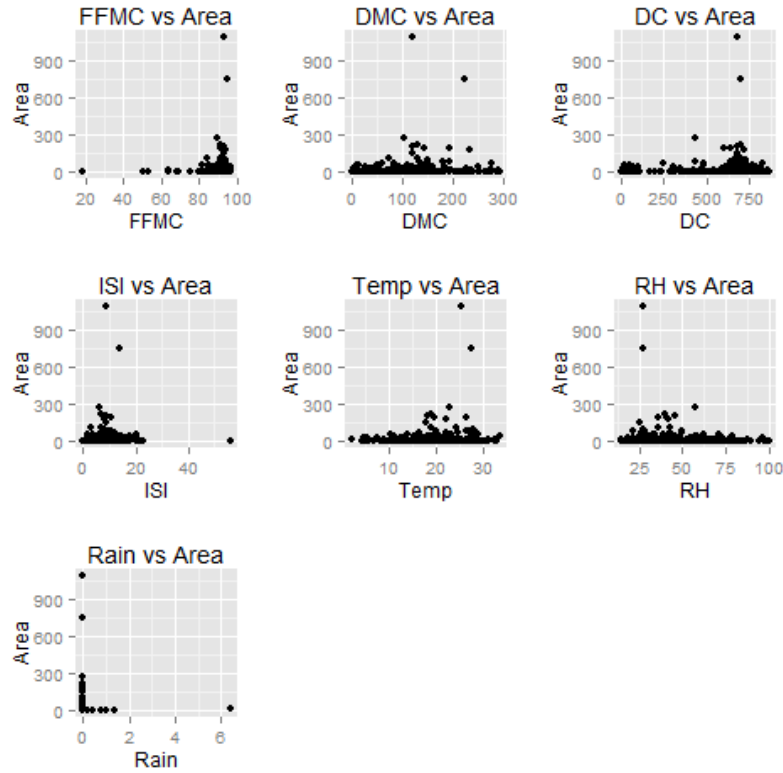 FFMC vs Area
DMC vs Area
DC vs Area
Area
900
600
300
0
20
40
60
80
100
FFMC
Area
900
600
300
0
0
100
200
300
DMC
Area
900
600
300
0
0
250
500
750
DC
ISI vs Area
Temp vs Area
RH vs Area
Area
900
600
300
0
0
20
40
ISI
Area
900
600
300
0
10
20
30
Temp
Area
900
600
300
0
25
50
75
100
RH
Rain vs Area
Area
900
600
300
0
0
2
4
6
Rain